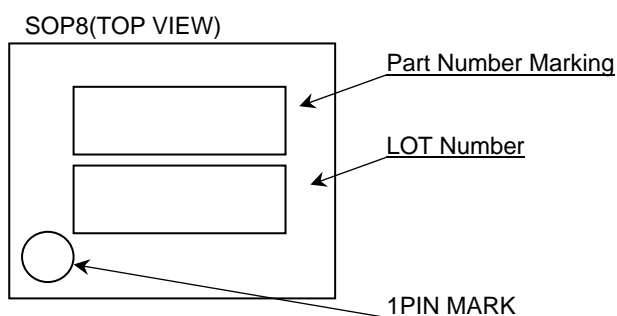 SOP8(TOP VIEW)
Part Number Marking
LOT Number
1PIN MARK